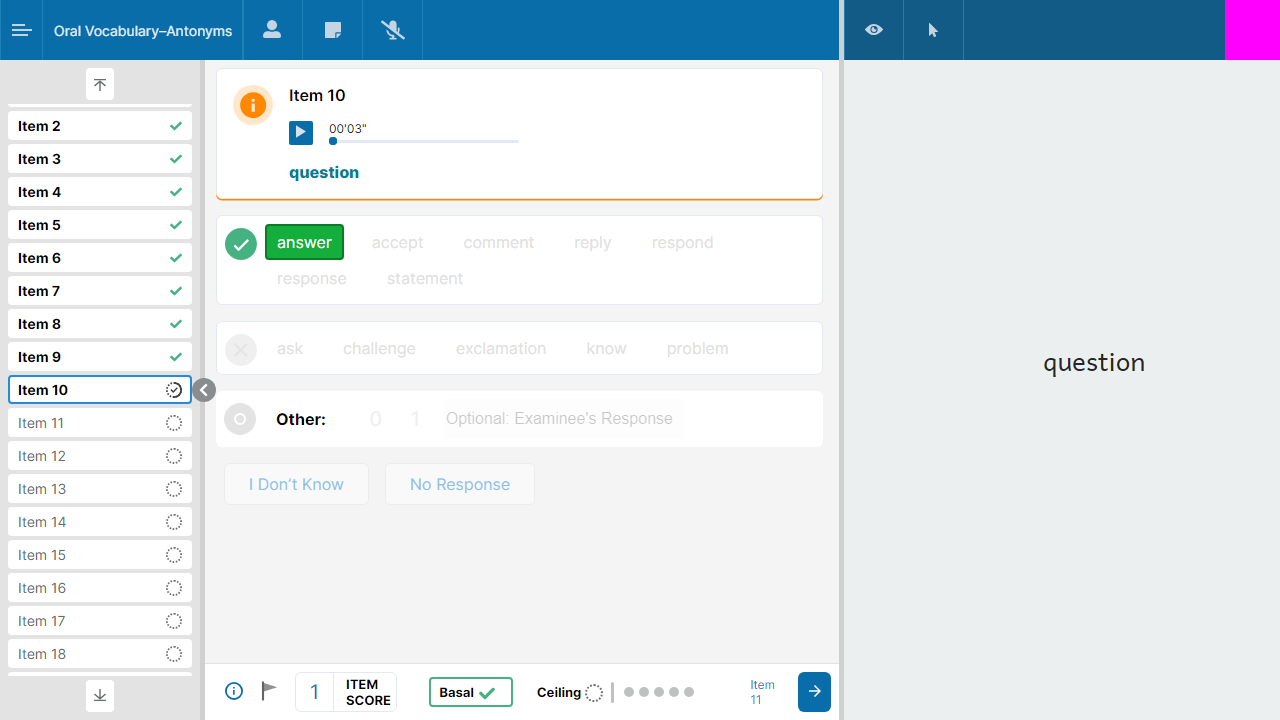 Oral Vocabulary–Antonyms
Item 2
Item 3
Item 4
Item 5
Item 6
Item 7
Item 8
Item 9
Item 10
Item 11
Item 12
Item 13
Item 14
Item 15
Item 16
Item 17
Item 18
Item 10
00'03"
question
answer accept comment reply respond
response statement
ask challenge exclamation know problem
Other: 0 1 Optional: Examinee's Response
I Don't Know No Response
1 ITEM SCORE
Basal
Ceiling
Item 11
question